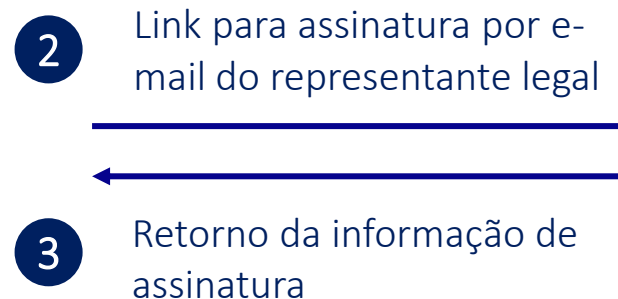 2
Link para assinatura por e-
mail do representante legal
3
Retorno da informação de
assinatura